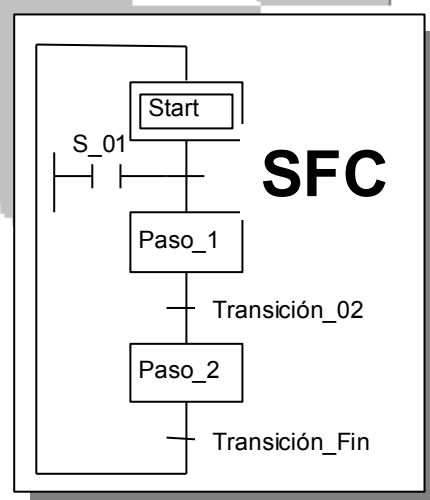 Start
S_01
SFC
Paso_1
Transición_02
Paso_2
Transición_Fin